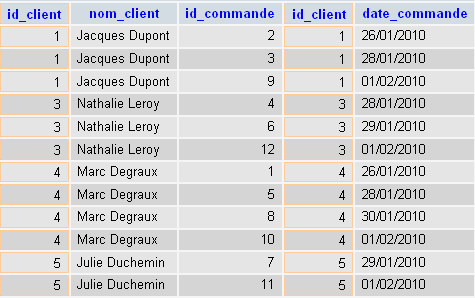 id_client nom_client id_commande id_client date_commande
1 Jacques Dupont 2 1 26/01/2010
1 Jacques Dupont 3 1 28/01/2010
1 Jacques Dupont 9 1 01/02/2010
3 Nathalie Leroy 4 3 28/01/2010
3 Nathalie Leroy 6 3 29/01/2010
3 Nathalie Leroy 12 3 01/02/2010
4 Marc Degraux 1 4 26/01/2010
4 Marc Degraux 5 4 28/01/2010
4 Marc Degraux 8 4 30/01/2010
4 Marc Degraux 10 4 01/02/2010
5 Julie Duchemin 7 5 29/01/2010
5 Julie Duchemin 11 5 01/02/2010